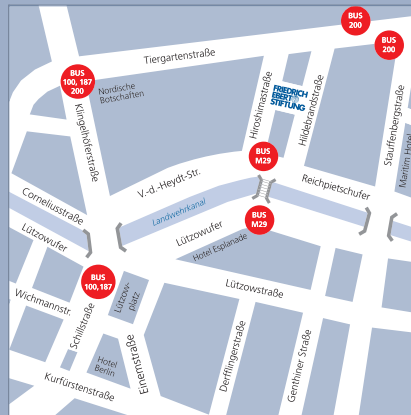 BUS
200
BUS
200
Tiergartenstraße
BUS
100, 187
200
Nordische
Botschaften
FRIEDRICH
EBERT
STIFTUNG
Hiroshimastraße
Hildebrandstraße
Stauffenbergstraße
Klingelhöferstraße
BUS
M29
Maritim Hotel
V.-d.-Heydt-Str.
Reichpietschufer
Corneliusstraße
Landwehrkanal
BUS
M29
Lützowufer
Lützowufer
Hotel Esplanade
BUS
100,187
Lützow-
platz
Lützowstraße
Wichmannstr.
Schillstraße
Einemstraße
Derfflingerstraße
Genthiner Straße
Hotel
Berlin
Kurfürstenstraße